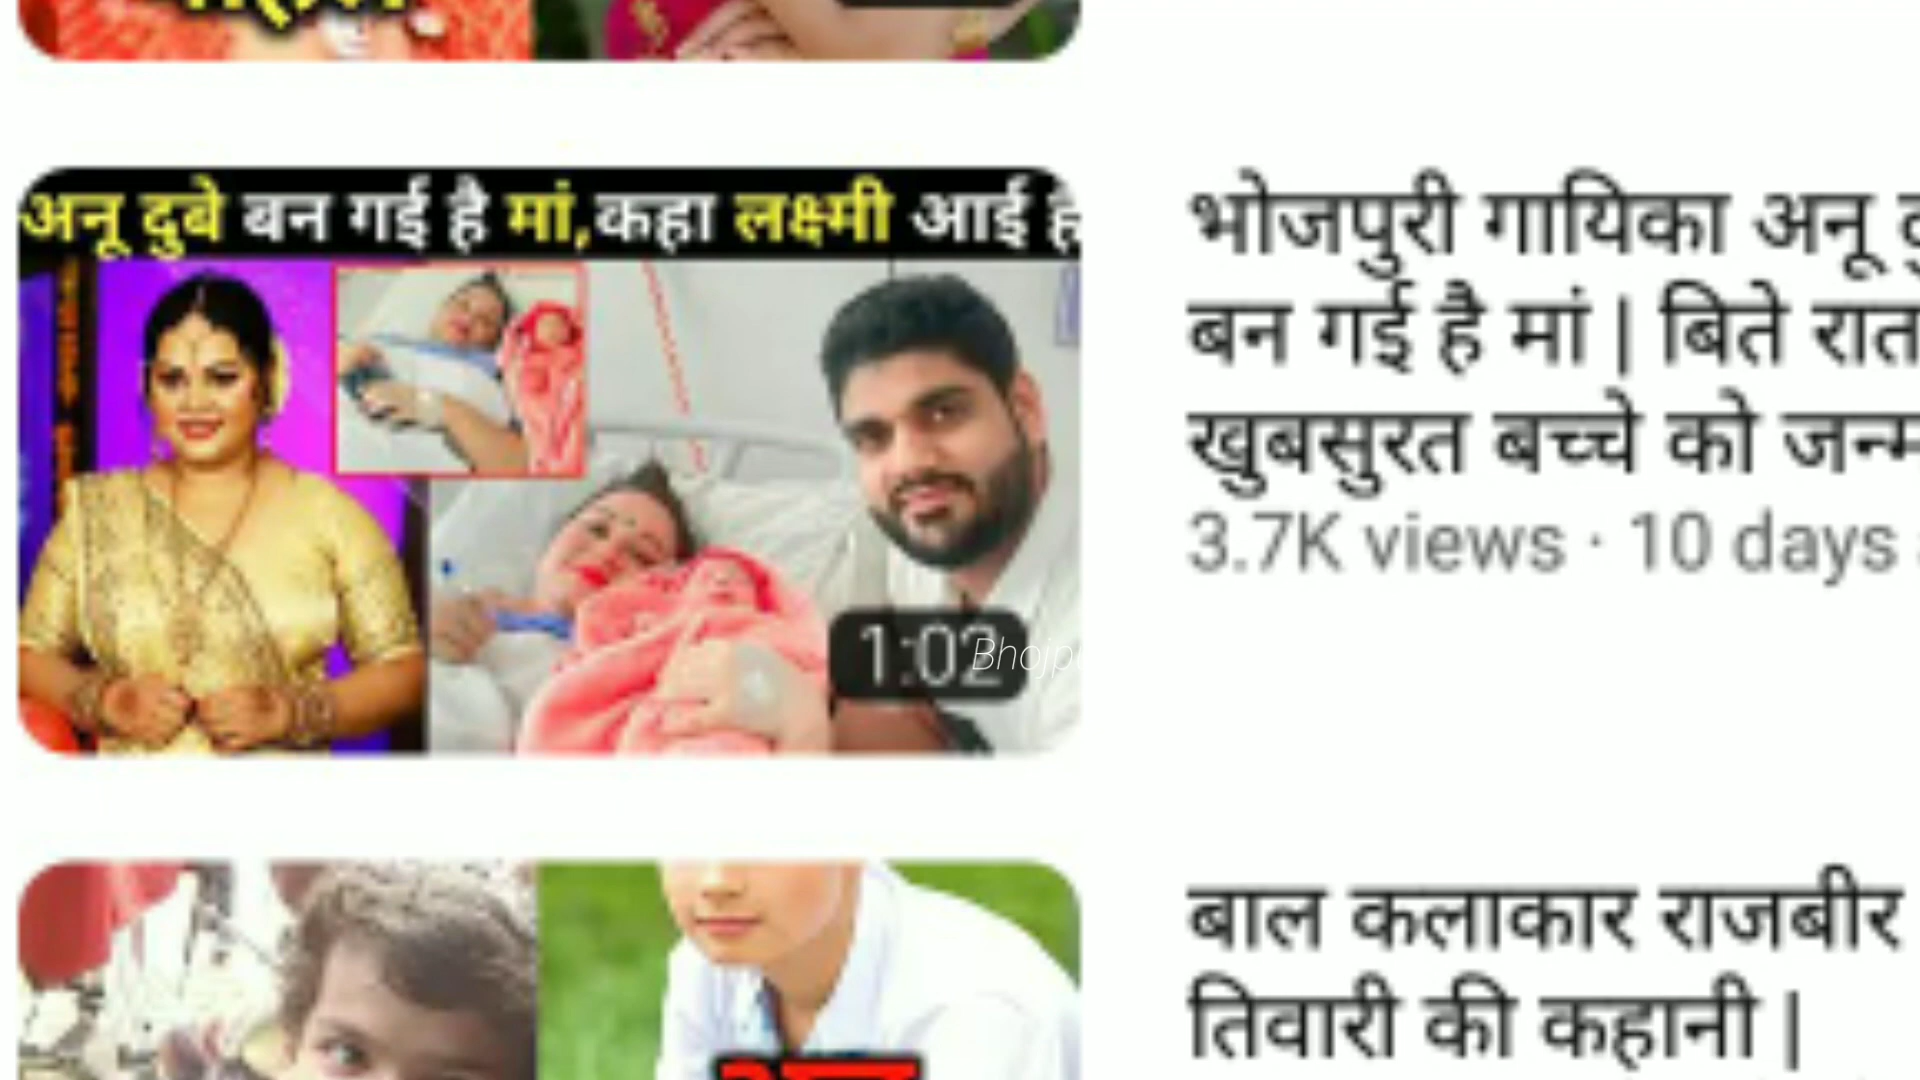 अनू दुबे बन गई है मां,कहा लक्ष्मी आई है
भोजपुरी गायिका अनू
बन गई है मां | बिते रात
खुबसुरत बच्चे को जन्म
3.7K views · 10 days
1:02
Bhojpu
बाल कलाकार राजबीर
तिवारी की कहानी |